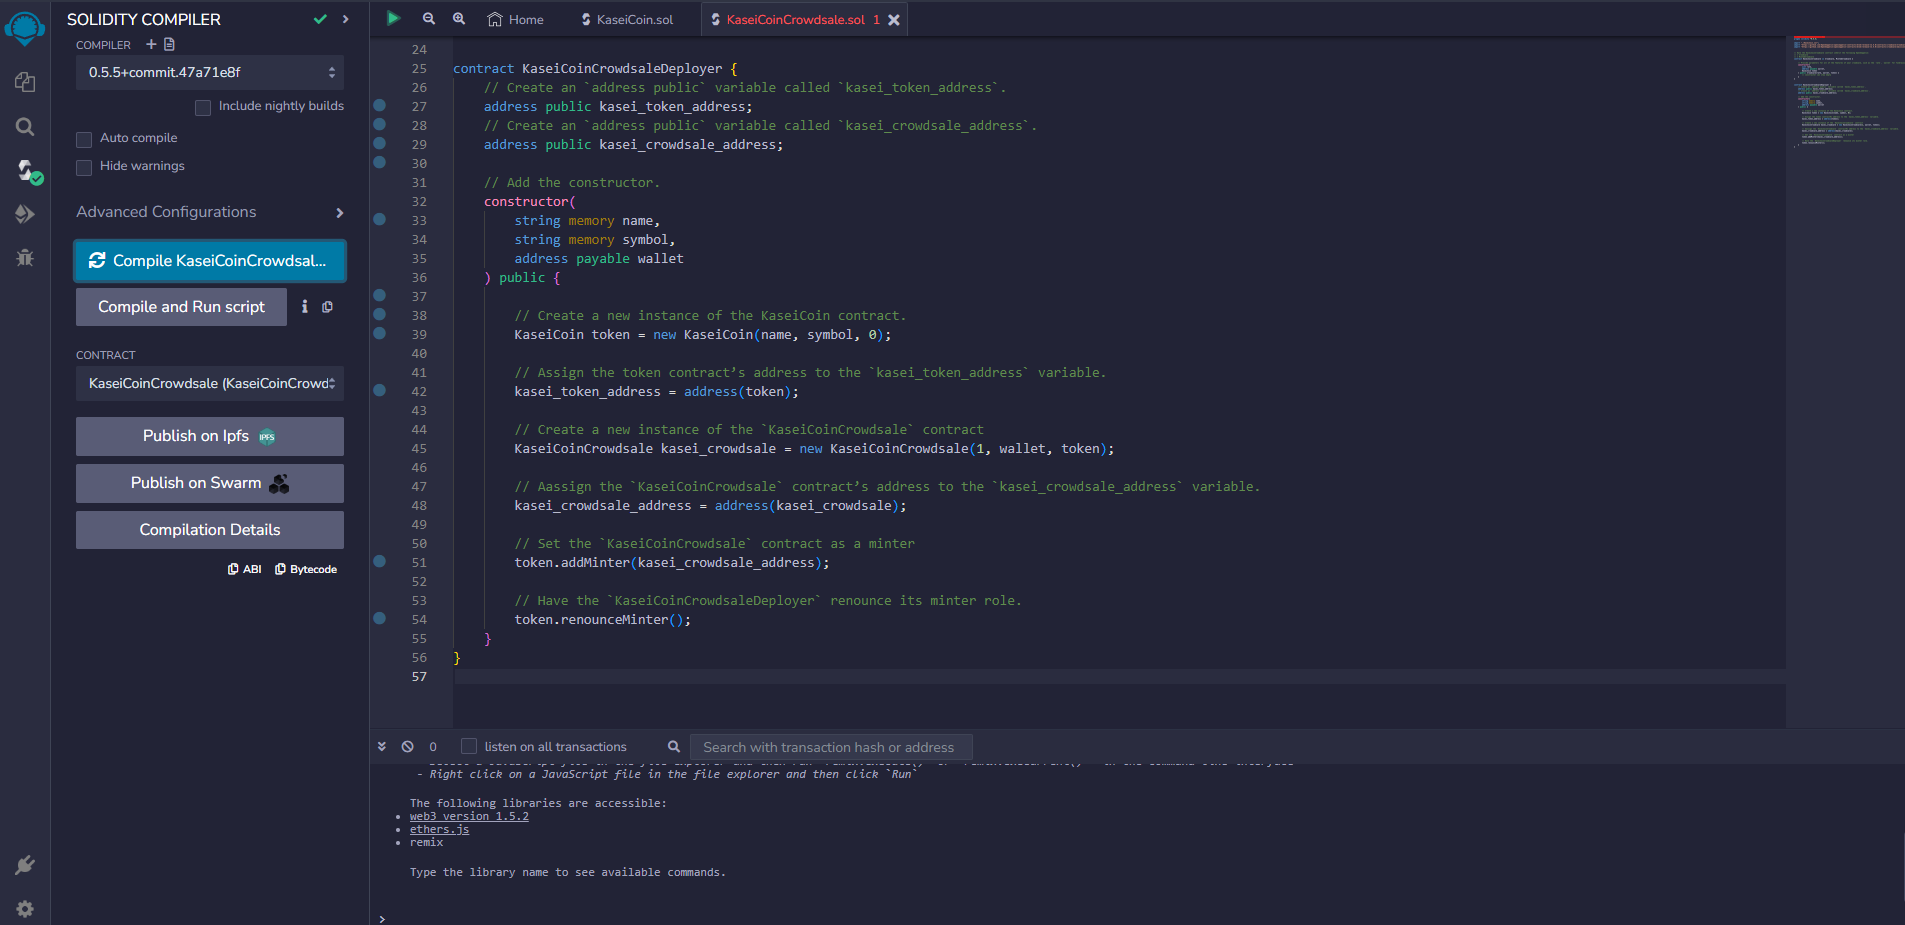 SOLIDITY COMPILER
COMPILER
0.5.5+commit.47a71e8f
Include nightly builds
Auto compile
Hide warnings
Advanced Configurations
Compile KaseiCoinCrowdsal...
Compile and Run script
CONTRACT
KaseiCoinCrowdsale (KaseiCoinCrowd
Publish on Ipfs IPFS
Publish on Swarm
Compilation Details
ABI Bytecode
Home KaseiCoin.sol KaseiCoinCrowdsale.sol 1
24
25 contract KaseiCoinCrowdsaleDeployer {
26 // Create an `address public` variable called `kasei_token_address`.
27 address public kasei_token_address;
28 // Create an `address public` variable called `kasei_crowdsale_address`.
29 address public kasei_crowdsale_address;
30
31 // Add the constructor.
32 constructor(
33 string memory name,
34 string memory symbol,
35 address payable wallet
36 ) public {
37
38 // Create a new instance of the KaseiCoin contract.
39 KaseiCoin token = new KaseiCoin(name, symbol, 0);
40
41 // Assign the token contract’s address to the `kasei_token_address` variable.
42 kasei_token_address = address(token);
43
44 // Create a new instance of the `KaseiCoinCrowdsale` contract
45 KaseiCoinCrowdsale kasei_crowdsale = new KaseiCoinCrowdsale(1, wallet, token);
46
47 // Aassign the `KaseiCoinCrowdsale` contract’s address to the `kasei_crowdsale_address` variable.
48 kasei_crowdsale_address = address(kasei_crowdsale);
49
50 // Set the `KaseiCoinCrowdsale` contract as a minter
51 token.addMinter(kasei_crowdsale_address);
52
53 // Have the `KaseiCoinCrowdsaleDeployer` renounce its minter role.
54 token.renounceMinter();
55 }
56 }
57
0 listen on all transactions Search with transaction hash or address
- Right click on a JavaScript file in the file explorer and then click `Run`
The following libraries are accessible:
• web3 version 1.5.2
• ethers.js
• remix
Type the library name to see available commands.
>